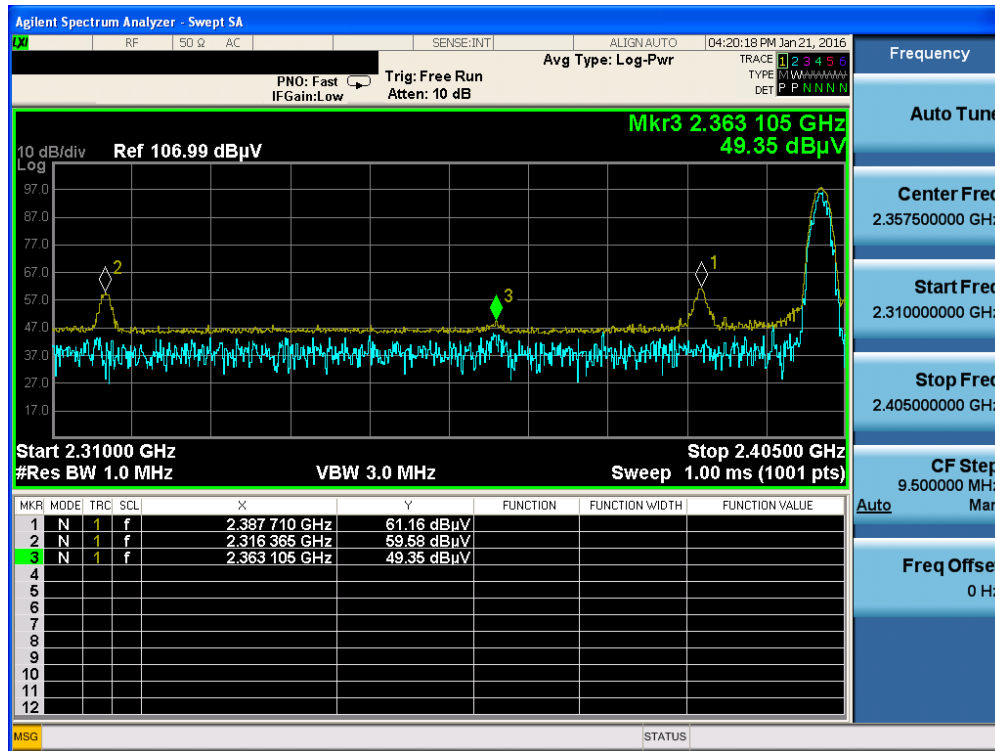 Agilent Spectrum Analyzer - Swept SA
LXI RF 50 Ω AC SENSE:INT ALIGN AUTO 04:20:18 PM Jan 21, 2016
Avg Type: Log-Pwr
TRACE 1 2 3 4 5 6
TYPE M W
DET P P N N N N
PNO: Fast
IFGain:Low
Trig: Free Run
Atten: 10 dB
Mkr3 2.363 105 GHz
49.35 dBµV
10 dB/div Ref 106.99 dBµV
Log
97.0
87.0
77.0
67.0
57.0
47.0
37.0
27.0
17.0
2
3
1
Start 2.31000 GHz Stop 2.40500 GHz
#Res BW 1.0 MHz VBW 3.0 MHz Sweep 1.00 ms (1001 pts)
MKR MODE TRC SCL X Y FUNCTION FUNCTION WIDTH FUNCTION VALUE
1 N 1 f 2.387 710 GHz 61.16 dBµV
2 N 1 f 2.316 365 GHz 59.58 dBµV
3 N 1 f 2.363 105 GHz 49.35 dBµV
4
5
6
7
8
9
10
11
12
MSG STATUS
Frequency
Auto Tune
Center Freq
2.357500000 GHz
Start Freq
2.310000000 GHz
Stop Freq
2.405000000 GHz
CF Step
9.500000 MHz
Auto Man
Freq Offset
0 Hz